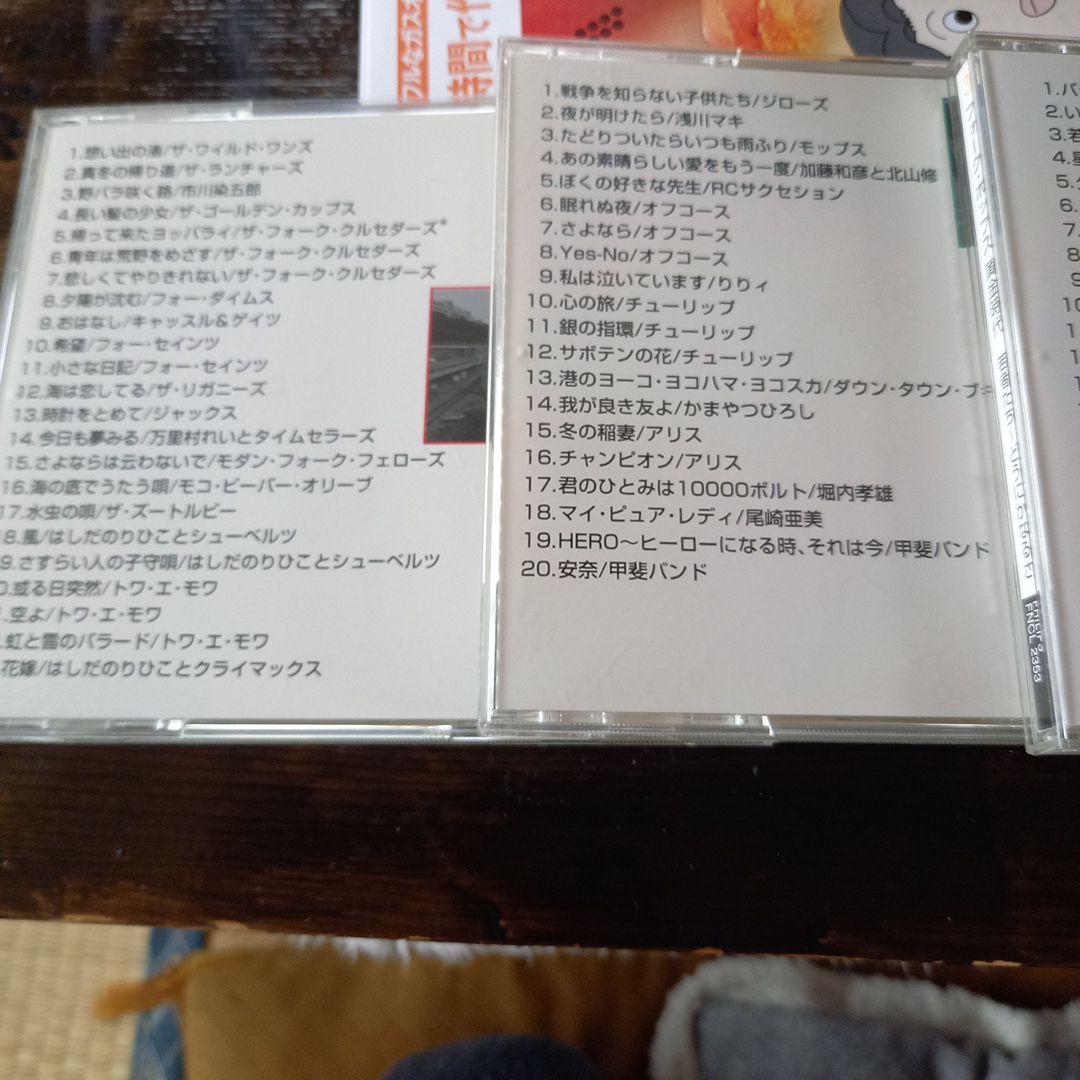 フルなガス
時間で
1.想い出の渚/ザ・ワイルド・ワンズ
2.真冬の帰り道/ザ・ランチャーズ
3.野バラ咲く路/市川染五郎
4.長い髪の少女/ザ・ゴールデン・カップス
5.帰って来たヨッパライ/ザ・フォーク・クルセダーズ*
6.青年は荒野をめざす/ザ・フォーク・クルセダーズ
7.悲しくてやりきれない/ザ・フォーク・クルセダーズ
8.夕陽が沈む/フォー・ダイムス
9.おはなし/キャッスル&ゲイツ
10.希望/フォー・セインツ
11.小さな日記/フォー・セインツ
12.海は恋してる/ザ・リガニーズ
13.時計をとめて/ジャックス
14.今日も夢みる/万里村れいとタイムセラーズ
15.さよならは云わないで/モダン・フォーク・フェローズ
16.海の底でうたう唄/モコ・ビーバー・オリーブ
17.水虫の唄/ザ・ズートルビー
18.風/はしだのりひことシューベルツ
9.さすらい人の子守唄/はしだのりひことシューベルツ
0.或る日突然/トワ・エ・モワ
.空よ/トワ・エ・モワ
.虹と雪のバラード/トワ・エ・モワ
花嫁/はしだのりひことクライマックス
1.戦争を知らない子供たち/ジローズ
2.夜が明けたら/浅川マキ
3.たどりついたらいつも雨ふり/モップス
4.あの素晴らしい愛をもう一度/加藤和彦と北山修
5.ぼくの好きな先生/RCサクセション
6.眠れぬ夜/オフコース
7.さよなら/オフコース
8.Yes-No/オフコース
9.私は泣いています/りりィ
10.心の旅/チューリップ
11.銀の指環/チューリップ
12.サボテンの花/チューリップ
13.港のヨーコ・ヨコハマ・ヨコスカ/ダウン・タウン・ブギ
14.我が良き友よ/かまやつひろし
15.冬の稲妻/アリス
16.チャンピオン/アリス
17.君のひとみは10000ボルト/堀内孝雄
18.マイ・ピュア・レディ/尾崎亜美
19.HERO～ヒーローになる時、それは今/甲斐バンド
20.安奈/甲斐バンド
FNCL 2353
1.バ
2.い
3.若
4.星
5.
6.
7.
8
9
10
1
1